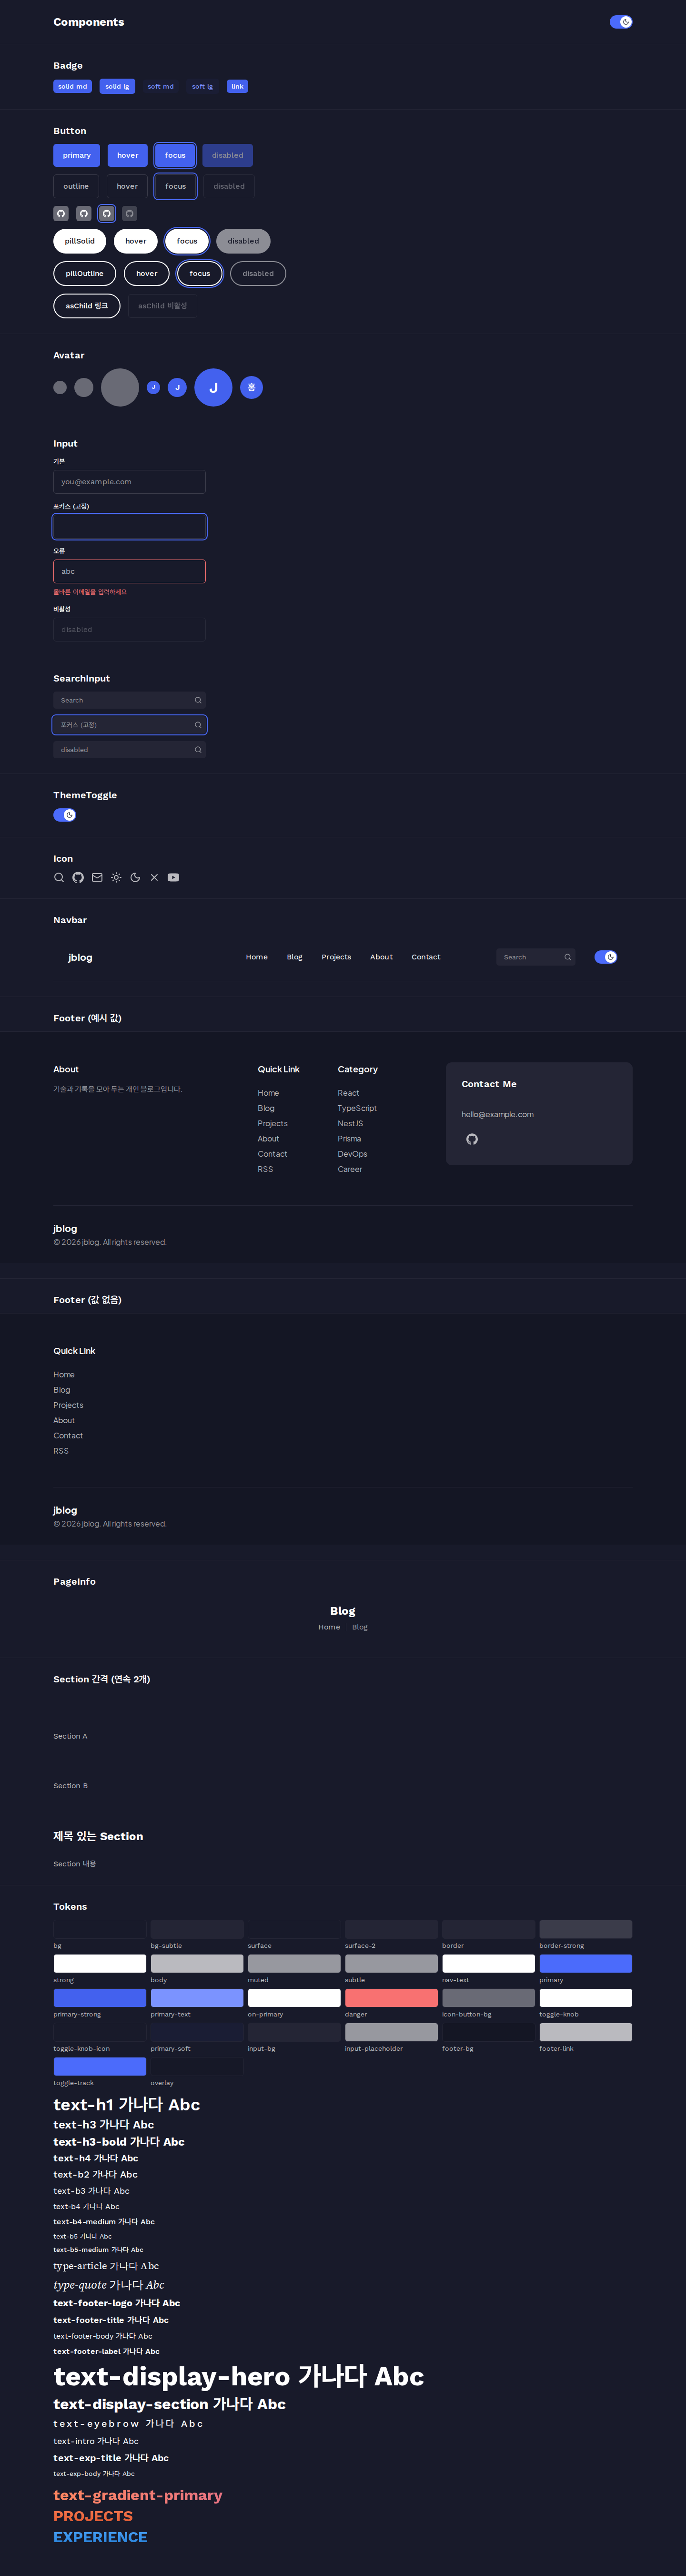 Components
Badge
solid md solid lg soft md soft lg link
Button
primary hover focus disabled
outline hover focus disabled
pillSolid hover focus disabled
pillOutline hover focus disabled
asChild 링크 asChild 비활성
Avatar
J J J 홍
Input
기본
you@example.com
포커스 (고정)
오류
abc
올바른 이메일을 입력하세요
비활성
disabled
SearchInput
Search
포커스 (고정)
disabled
ThemeToggle
Icon
Navbar
jblog Home Blog Projects About Contact Search
Footer (예시 값)
About Quick Link Category Contact Me
기술과 기록을 모아 두는 개인 블로그입니다.
Home React
Blog TypeScript hello@example.com
Projects NestJS
About Prisma
Contact DevOps
RSS Career
jblog
© 2026 jblog. All rights reserved.
Footer (값 없음)
Quick Link
Home
Blog
Projects
About
Contact
RSS
jblog
© 2026 jblog. All rights reserved.
PageInfo
Blog
Home Blog
Section 간격 (연속 2개)
Section A
Section B
제목 있는 Section
Section 내용
Tokens
bg bg-subtle surface surface-2 border border-strong
strong body muted subtle nav-text primary
primary-strong primary-text on-primary danger icon-button-bg toggle-knob
toggle-knob-icon primary-soft input-bg input-placeholder footer-bg footer-link
toggle-track overlay
text-h1 가나다 Abc
text-h3 가나다 Abc
text-h3-bold 가나다 Abc
text-h4 가나다 Abc
text-b2 가나다 Abc
text-b3 가나다 Abc
text-b4 가나다 Abc
text-b4-medium 가나다 Abc
text-b5 가나다 Abc
text-b5-medium 가나다 Abc
type-article 가나다 Abc
type-quote 가나다 Abc
text-footer-logo 가나다 Abc
text-footer-title 가나다 Abc
text-footer-body 가나다 Abc
text-footer-label 가나다 Abc
text-display-hero 가나다 Abc
text-display-section 가나다 Abc
text-eyebrow 가나다 Abc
text-intro 가나다 Abc
text-exp-title 가나다 Abc
text-exp-body 가나다 Abc
text-gradient-primary
PROJECTS
EXPERIENCE